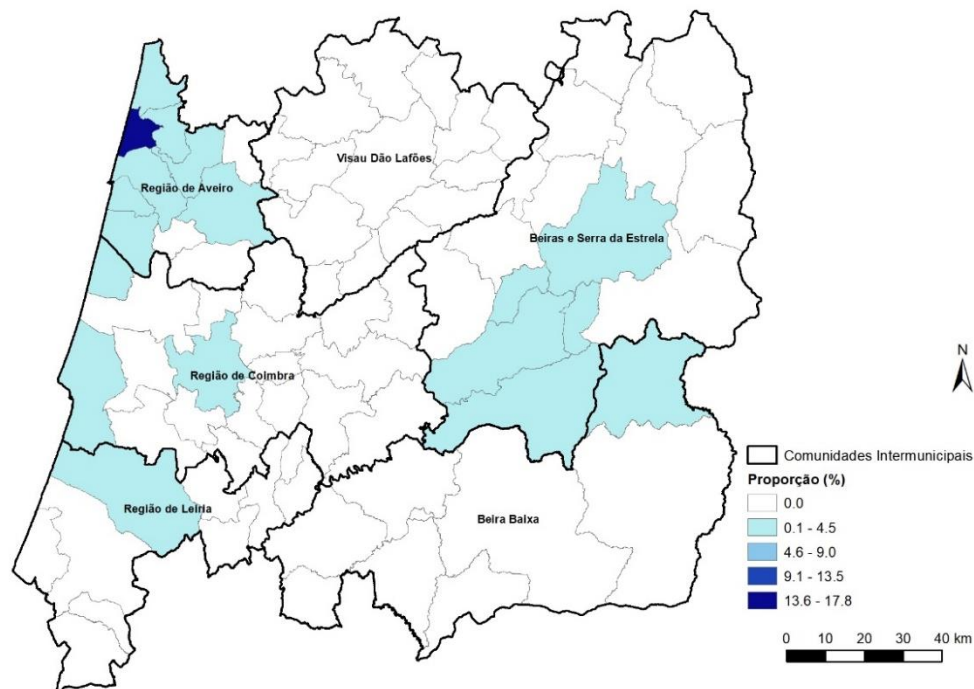 Visau Dão Lafões
Região de Aveiro
Beiras e Serra da Estrela
Região de Coimbra
N
Comunidades Intermunicipais
Proporção (%)
0.0
0.1 - 4.5
4.6 - 9.0
9.1 - 13.5
13.6 - 17.8
Região de Leiria
Beira Baixa
0 10 20 30 40 km